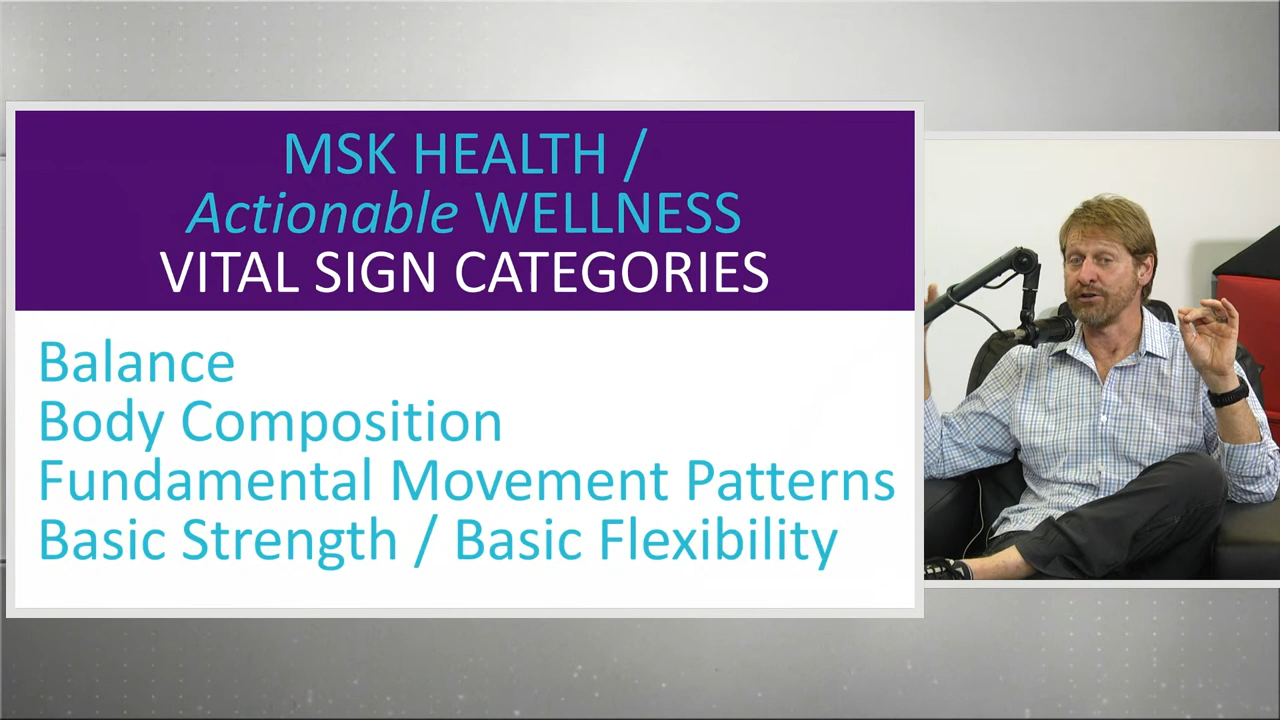 MSK HEALTH /
Actionable WELLNESS
VITAL SIGN CATEGORIES
Balance
Body Composition
Fundamental Movement Patterns
Basic Strength / Basic Flexibility